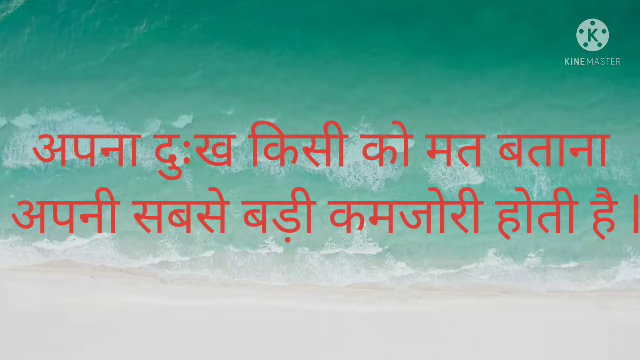 KINEMASTER
अपना दुःख किसी को मत बताना
अपनी सबसे बड़ी कमजोरी होती है।